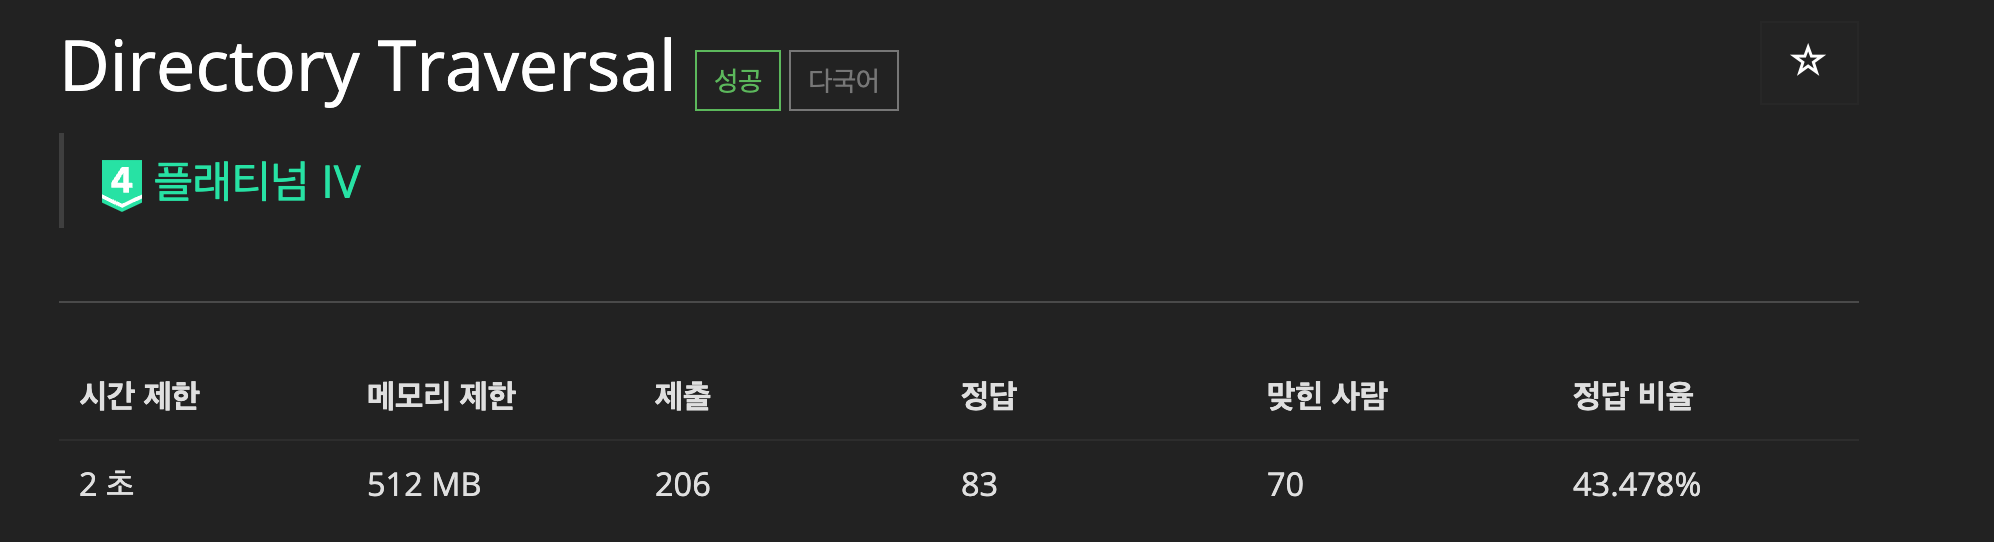 Directory Traversal 성공 다국어
4 플래티넘 IV
시간 제한 메모리 제한 제출 정답 맞힌 사람 정답 비율
2 초 512 MB 206 83 70 43.478%